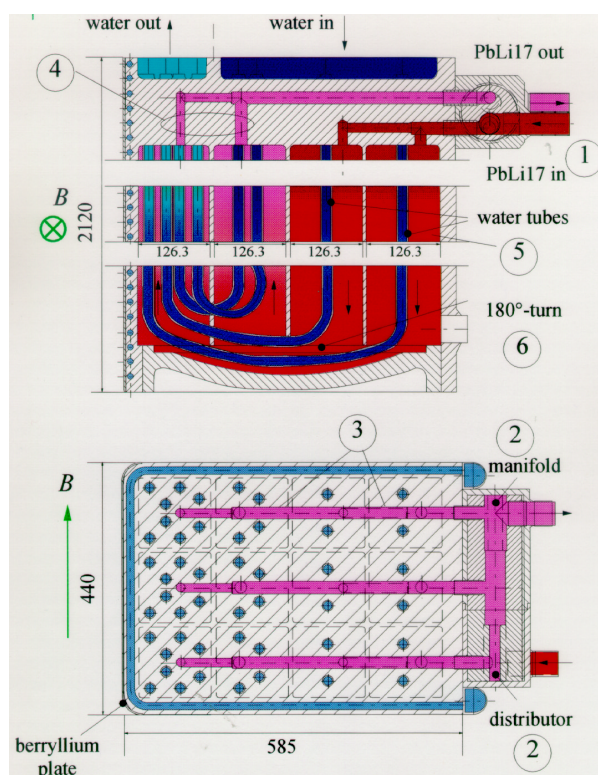 water out
water in
PbLi17 out
4
1
PbLi17 in
B
2120
water tubes
126.3
126.3
126.3
126.3
5
180°-turn
6
3
2
manifold
B
440
distributor
berryllium
plate
585
2